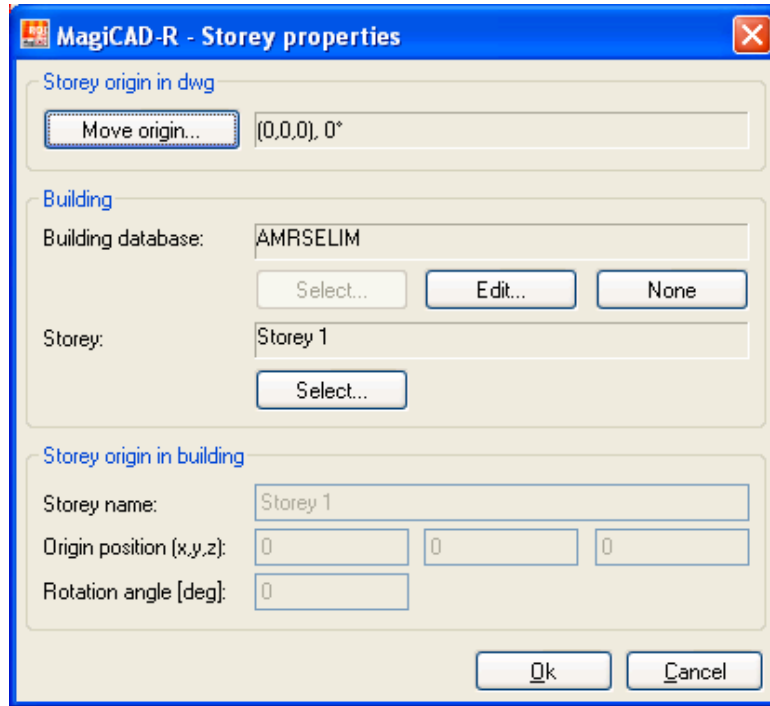 MagiCAD-R - Storey properties
Storey origin in dwg
Move origin... (0,0,0), 0°
Building
Building database: AMRSELIM
Select... Edit... None
Storey: Storey 1
Select...
Storey origin in building
Storey name: Storey 1
Origin position (x,y,z): 0 0 0
Rotation angle [deg]: 0
Ok Cancel